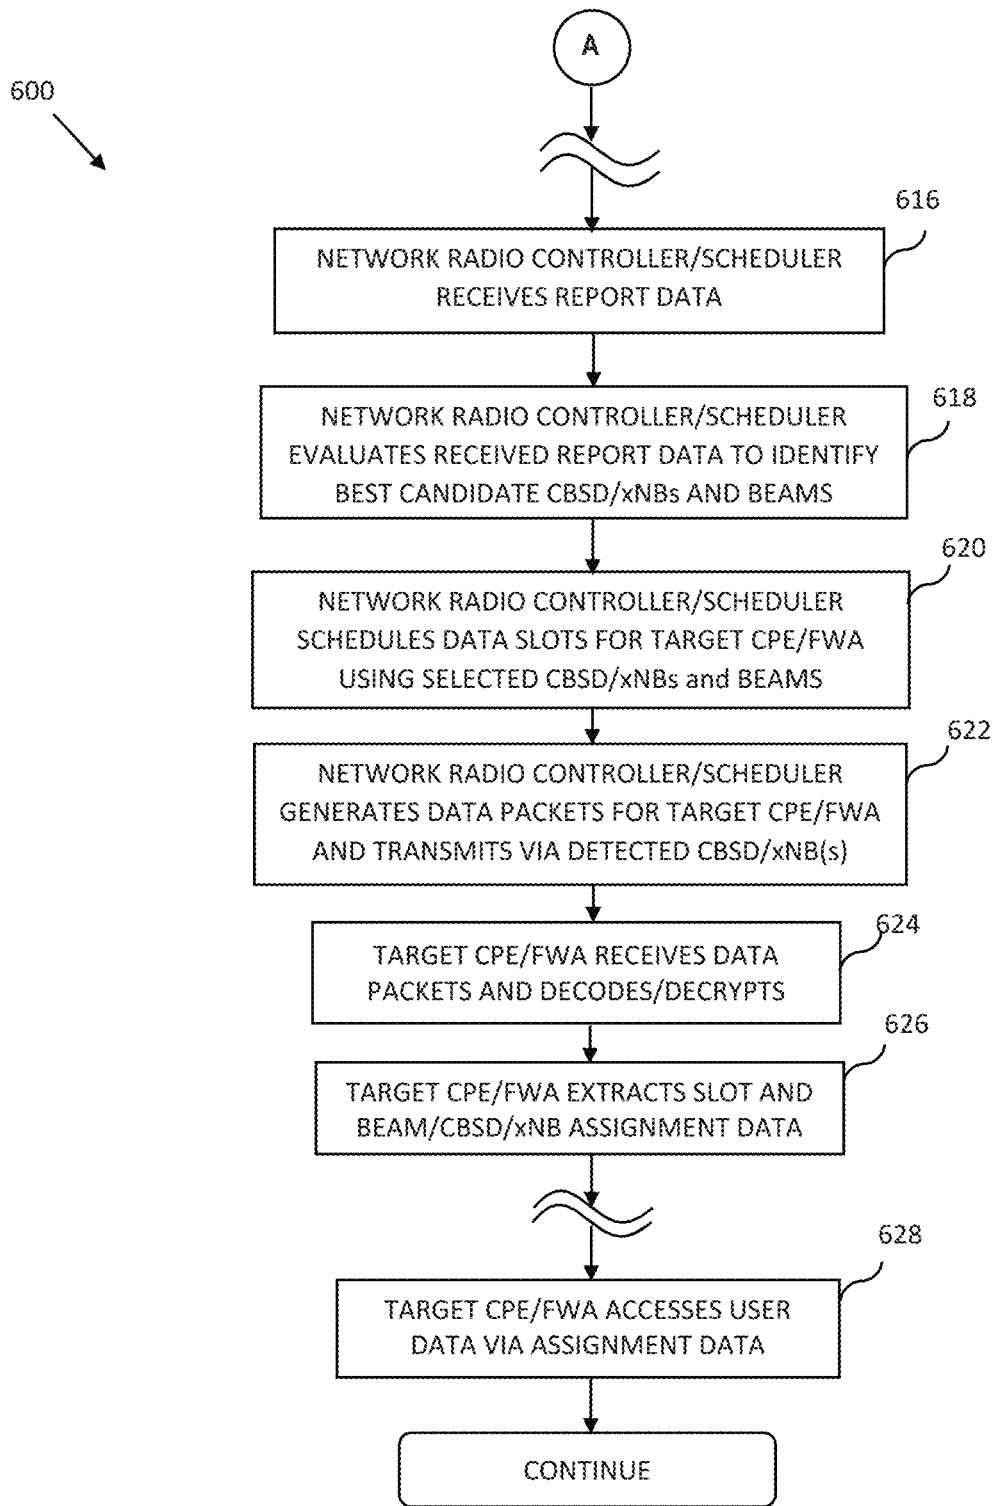 A
600
616
NETWORK RADIO CONTROLLER/SCHEDULER
RECEIVES REPORT DATA
618
NETWORK RADIO CONTROLLER/SCHEDULER
EVALUATES RECEIVED REPORT DATA TO IDENTIFY
BEST CANDIDATE CBSD/xNBs AND BEAMS
620
NETWORK RADIO CONTROLLER/SCHEDULER
SCHEDULES DATA SLOTS FOR TARGET CPE/FWA
USING SELECTED CBSD/xNBs and BEAMS
622
NETWORK RADIO CONTROLLER/SCHEDULER
GENERATES DATA PACKETS FOR TARGET CPE/FWA
AND TRANSMITS VIA DETECTED CBSD/xNB(s)
624
TARGET CPE/FWA RECEIVES DATA
PACKETS AND DECODES/DECRYPTS
626
TARGET CPE/FWA EXTRACTS SLOT AND
BEAM/CBSD/xNB ASSIGNMENT DATA
628
TARGET CPE/FWA ACCESSES USER
DATA VIA ASSIGNMENT DATA
CONTINUE